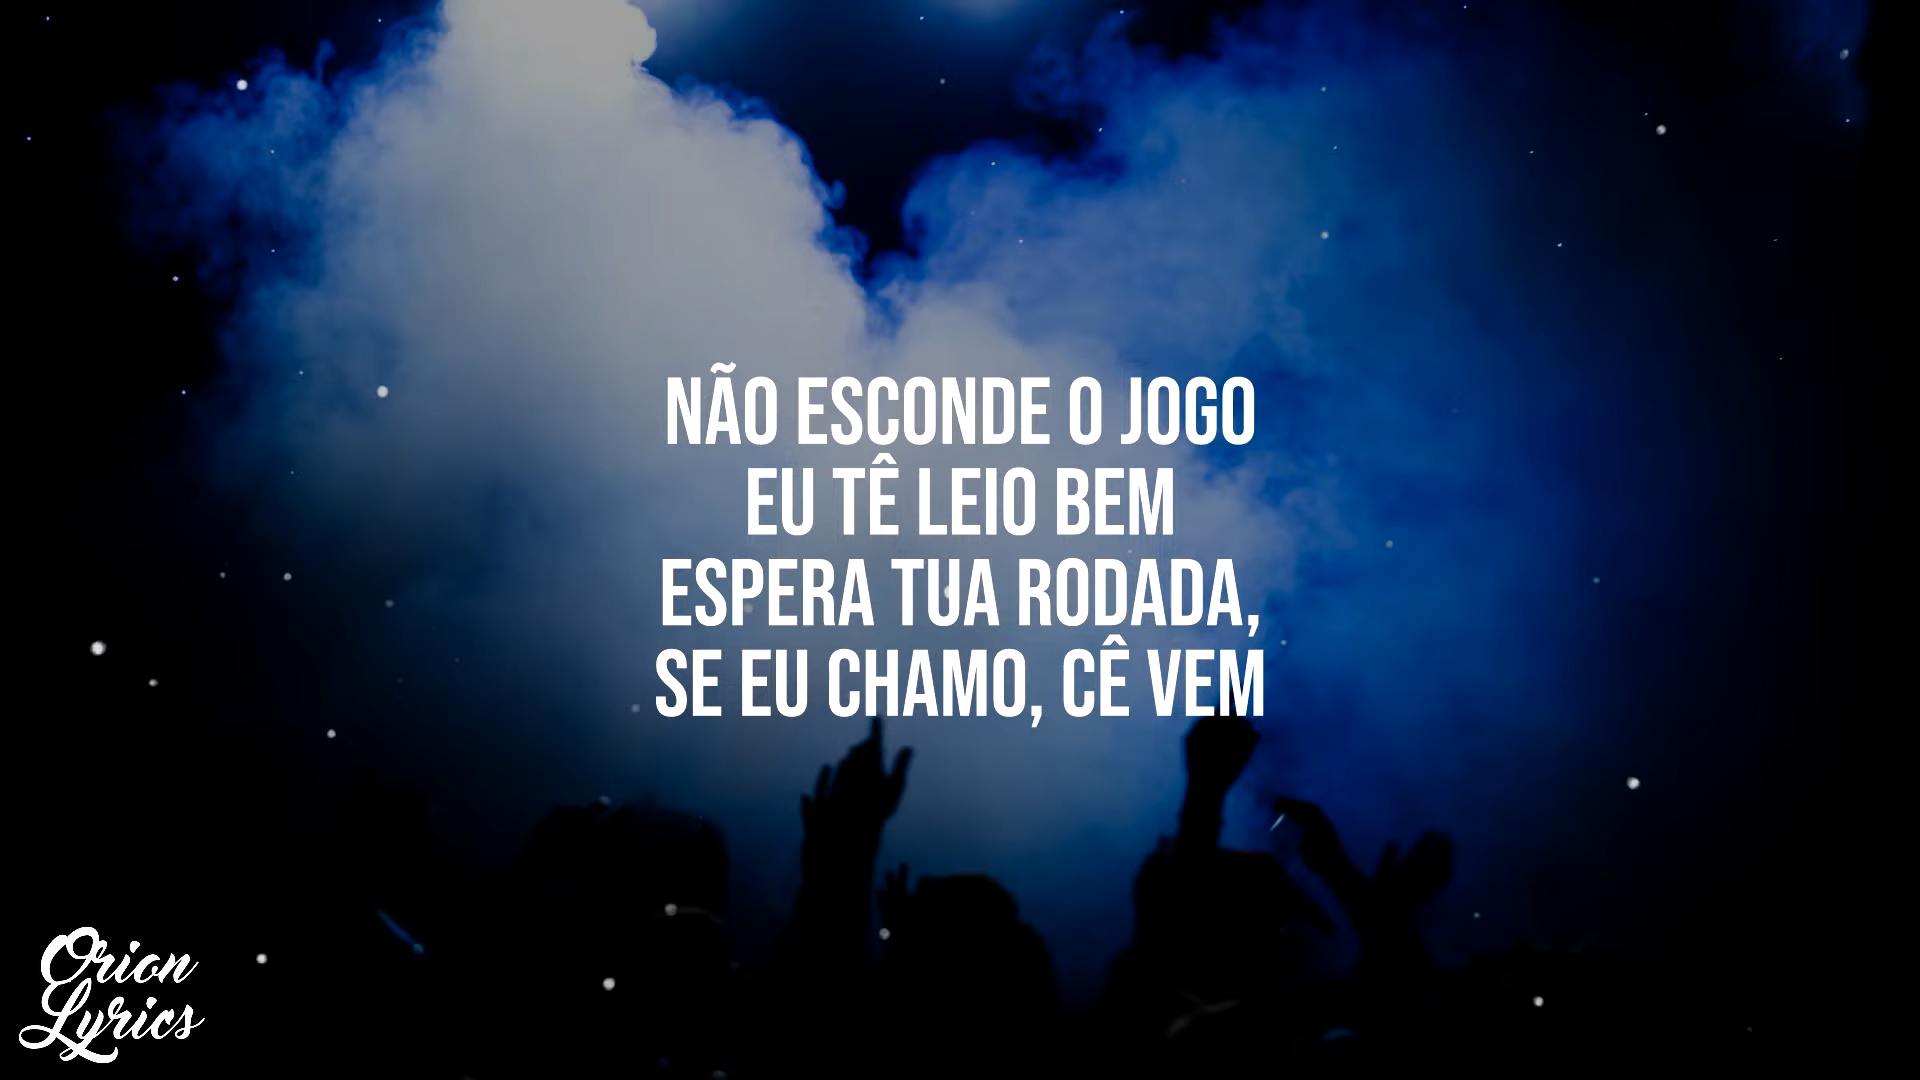 NÃO ESCONDE O JOGO
EU TÊ LEIO BEM
ESPERA TUA RODADA,
SE EU CHAMO, CÊ VEM
Orion
Lyrics